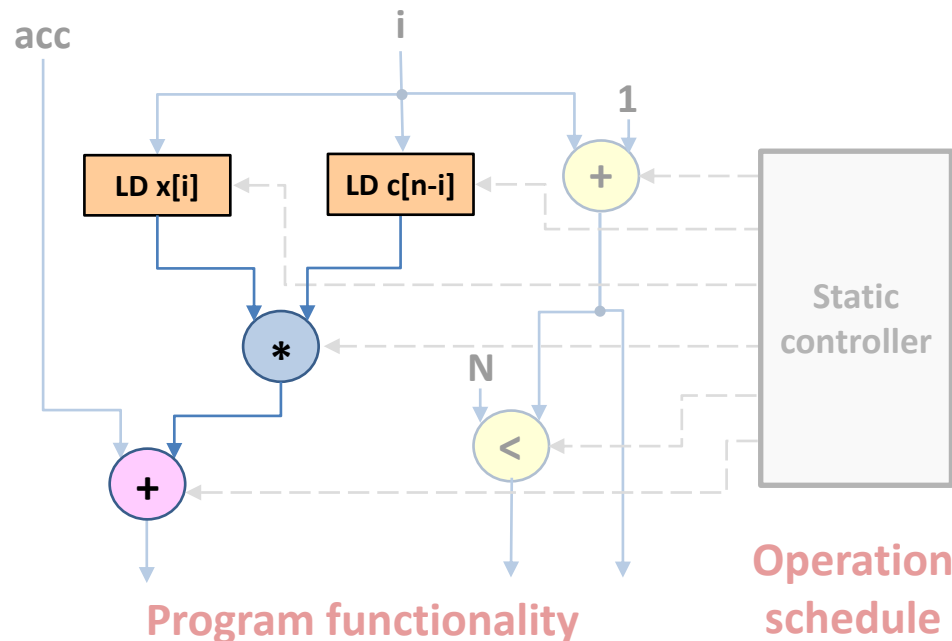 acc
i
1
LD x[i]
LD c[n-i]
+
Static
controller
*
N
<
+
Program functionality
Operation
schedule